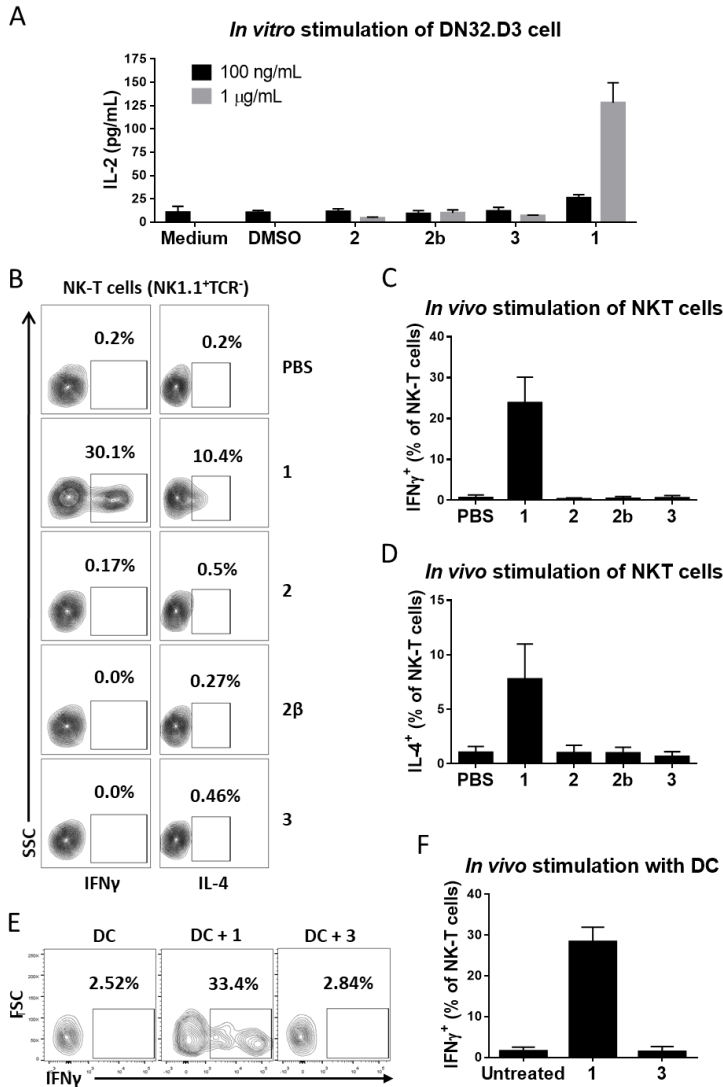 A
In vitro stimulation of DN32.D3 cell
100 ng/mL
1 µg/mL
IL-2 (pg/mL)
175
150
125
100
75
50
25
0
Medium DMSO 2 2b 3 1
B
NK-T cells (NK1.1+TCR-)
0.2% 0.2% PBS
30.1% 10.4% 1
0.17% 0.5% 2
0.0% 0.27% 2β
0.0% 0.46% 3
SSC
IFNγ IL-4
C
In vivo stimulation of NKT cells
IFNγ+ (% of NK-T cells)
40
30
20
10
0
PBS 1 2 2b 3
D
In vivo stimulation of NKT cells
IL-4+ (% of NK-T cells)
15
10
5
0
PBS 1 2 2b 3
E
DC DC + 1 DC + 3
2.52% 33.4% 2.84%
FSC
IFNγ
F
In vivo stimulation with DC
IFNγ+ (% of NK-T cells)
40
30
20
10
0
Untreated 1 3